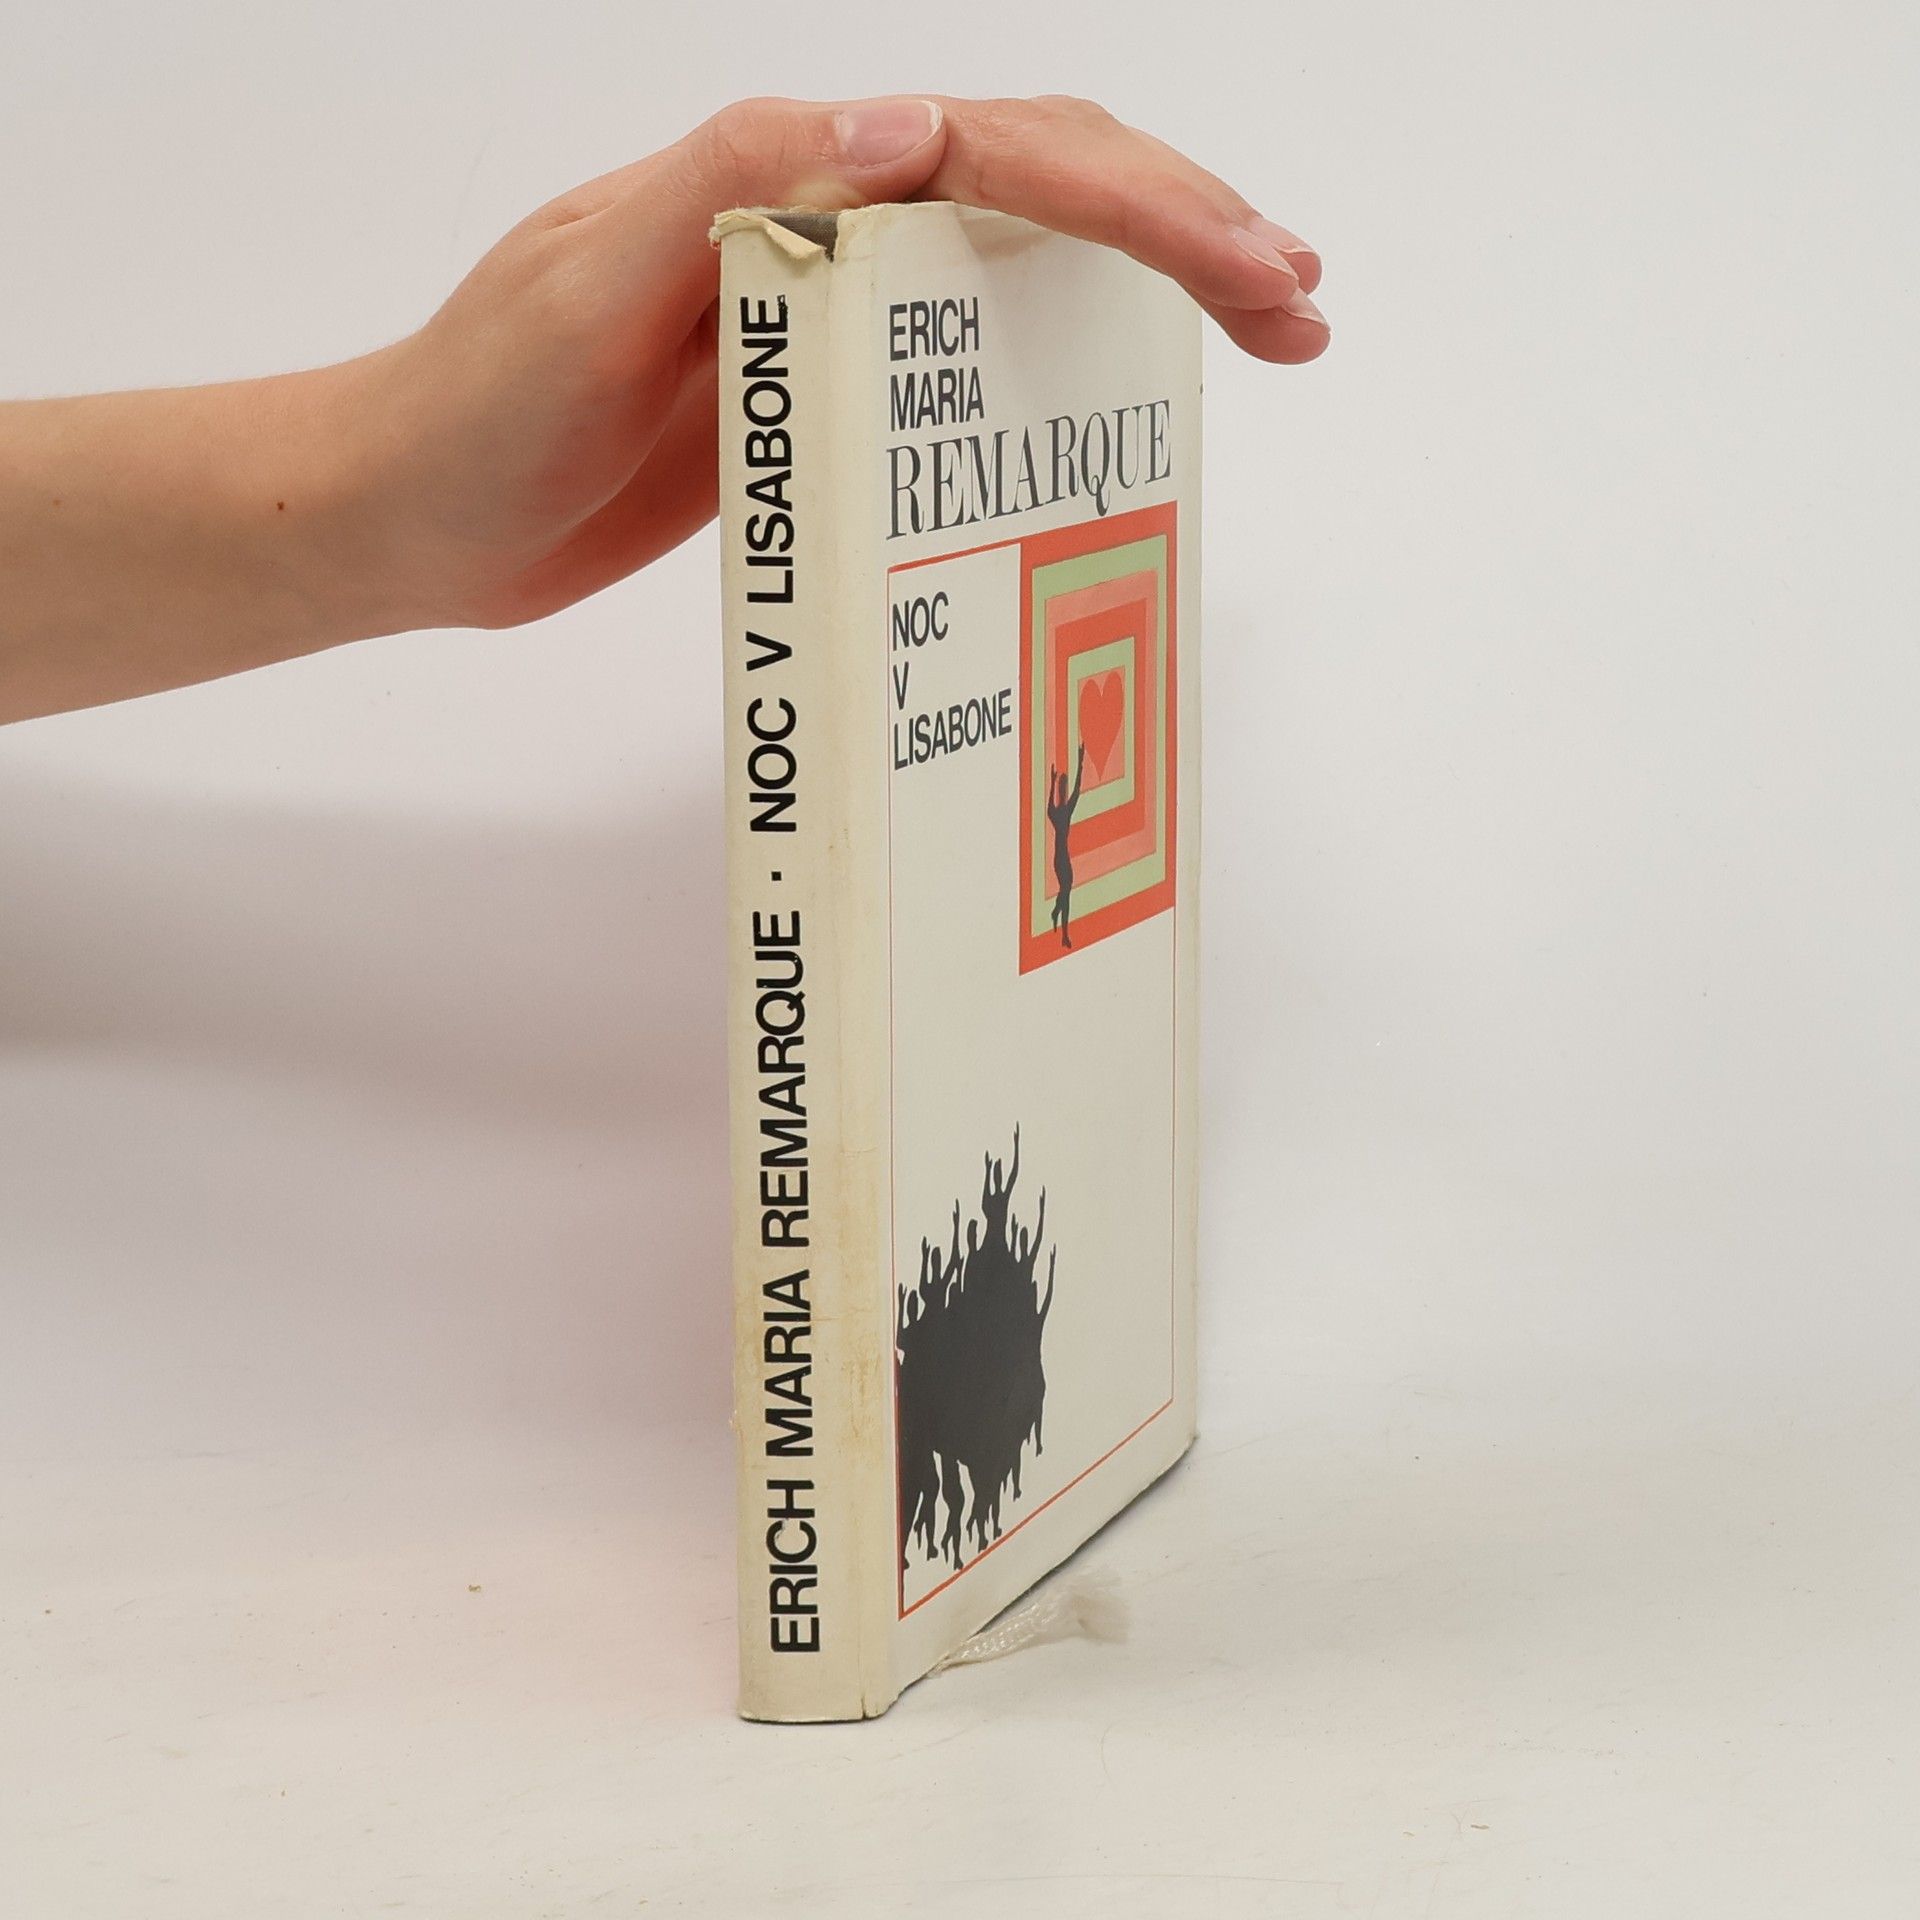 ERICH MARIA REMARQUE · NOC V LISABONE
ERICH
MARIA
REMARQUE
NOC
V
LISABONE